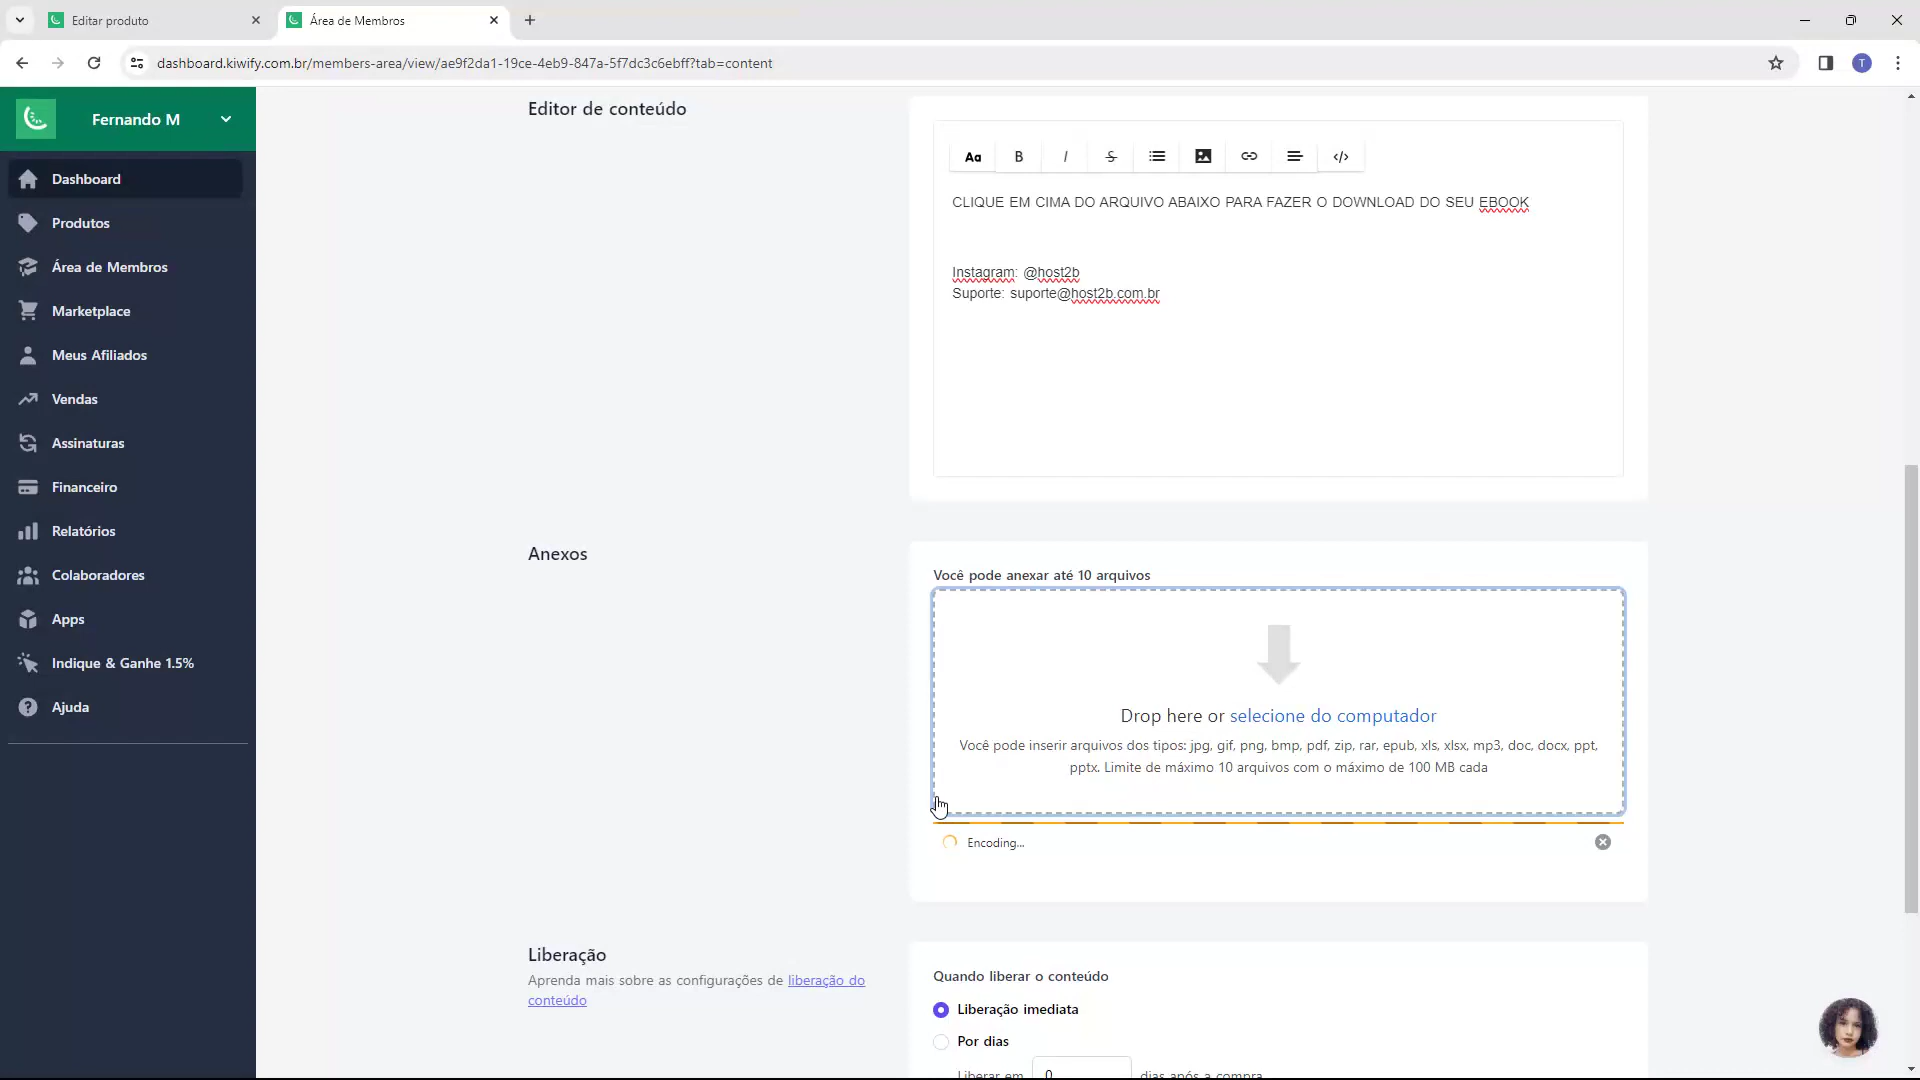 Editar produto
Área de Membros
dashboard.kiwify.com.br/members-area/view/ae9f2da1-19ce-4eb9-847a-5f7dc3c6ebff?tab=content
T
Fernando M
Dashboard
Produtos
Área de Membros
Marketplace
Meus Afiliados
Vendas
Assinaturas
Financeiro
Relatórios
Colaboradores
Apps
Indique & Ganhe 1.5%
Ajuda
Editor de conteúdo
Aa B I S </>
CLIQUE EM CIMA DO ARQUIVO ABAIXO PARA FAZER O DOWNLOAD DO SEU EBOOK
Instagram: @host2b
Suporte: suporte@host2b.com.br
Anexos
Você pode anexar até 10 arquivos
Drop here or selecione do computador
Você pode inserir arquivos dos tipos: jpg, gif, png, bmp, pdf, zip, rar, epub, xls, xlsx, mp3, doc, docx, ppt,
pptx. Limite de máximo 10 arquivos com o máximo de 100 MB cada
Encoding...
Liberação
Aprenda mais sobre as configurações de liberação do
conteúdo
Quando liberar o conteúdo
Liberação imediata
Por dias
Liberar em 0 dias após a compra